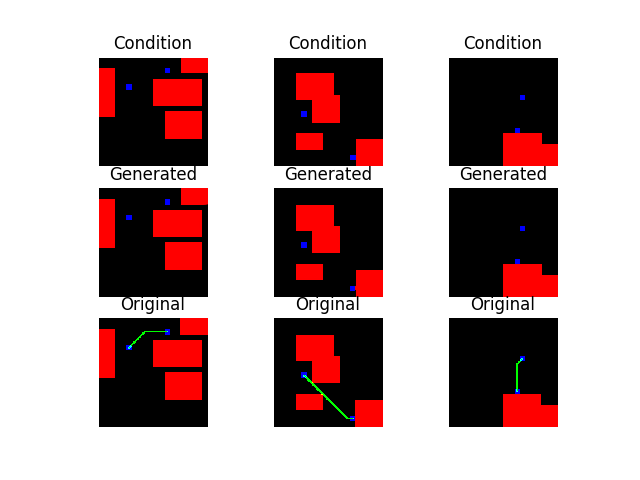 Condition Condition Condition
Generated Generated Generated
Original Original Original